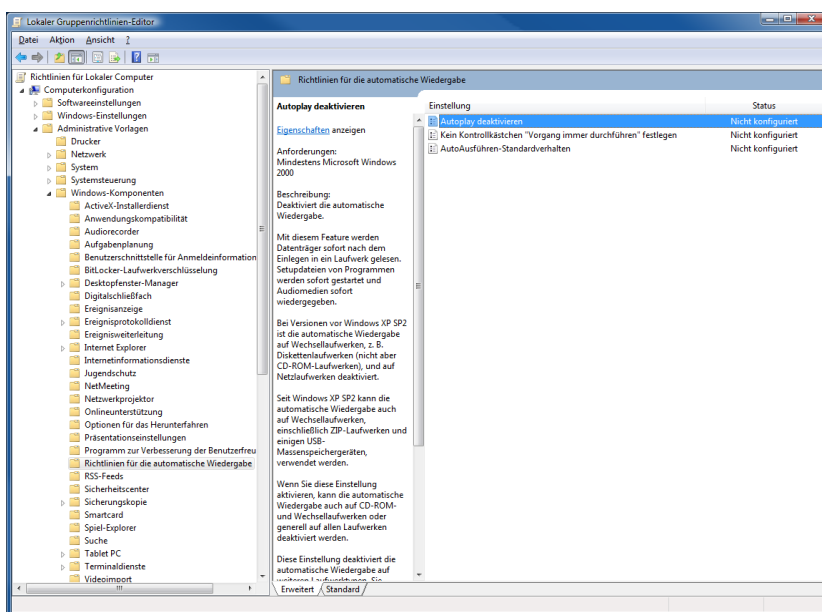 Lokaler Gruppenrichtlinien-Editor
Datei Aktion Ansicht ?
Richtlinien für Lokaler Computer
Computerkonfiguration
Softwareeinstellungen
Windows-Einstellungen
Administrative Vorlagen
Drucker
Netzwerk
System
Systemsteuerung
Windows-Komponenten
ActiveX-Installerdienst
Anwendungskompatibilität
Audiorecorder
Aufgabenplanung
Benutzerschnittstelle für Anmeldeinformation
BitLocker-Laufwerkverschlüsselung
Desktopfenster-Manager
Digitalschließfach
Ereignisanzeige
Ereignisprotokolldienst
Ereignisweiterleitung
Internet Explorer
Internetinformationsdienste
Jugendschutz
NetMeeting
Netzwerkprojektor
Onlineunterstützung
Optionen für das Herunterfahren
Präsentationseinstellungen
Programm zur Verbesserung der Benutzerfreu
Richtlinien für die automatische Wiedergabe
RSS-Feeds
Sicherheitscenter
Sicherungskopie
Smartcard
Spiel-Explorer
Suche
Tablet PC
Terminaldienste
Videoimport
Richtlinien für die automatische Wiedergabe
Autoplay deaktivieren
Eigenschaften anzeigen
Anforderungen:
Mindestens Microsoft Windows
2000
Beschreibung:
Deaktiviert die automatische
Wiedergabe.
Mit diesem Feature werden
Datenträger sofort nach dem
Einlegen in ein Laufwerk gelesen.
Setupdateien von Programmen
werden sofort gestartet und
Audiomedien sofort
wiedergegeben.
Bei Versionen vor Windows XP SP2
ist die automatische Wiedergabe
auf Wechsellaufwerken, z. B.
Diskettenlaufwerken (nicht aber
CD-ROM-Laufwerken), und auf
Netzlaufwerken deaktiviert.
Seit Windows XP SP2 kann die
automatische Wiedergabe auch
auf Wechsellaufwerken,
einschließlich ZIP-Laufwerken und
einigen USB-
Massenspeichergeräten,
verwendet werden.
Wenn Sie diese Einstellung
aktivieren, kann die automatische
Wiedergabe auch auf CD-ROM-
und Wechsellaufwerken oder
generell auf allen Laufwerken
deaktiviert werden.
Diese Einstellung deaktiviert die
automatische Wiedergabe auf
weiteren Laufwerktypen. Sie
Einstellung Status
Autoplay deaktivieren Nicht konfiguriert
Kein Kontrollkästchen "Vorgang immer durchführen" festlegen Nicht konfiguriert
AutoAusführen-Standardverhalten Nicht konfiguriert
Erweitert Standard